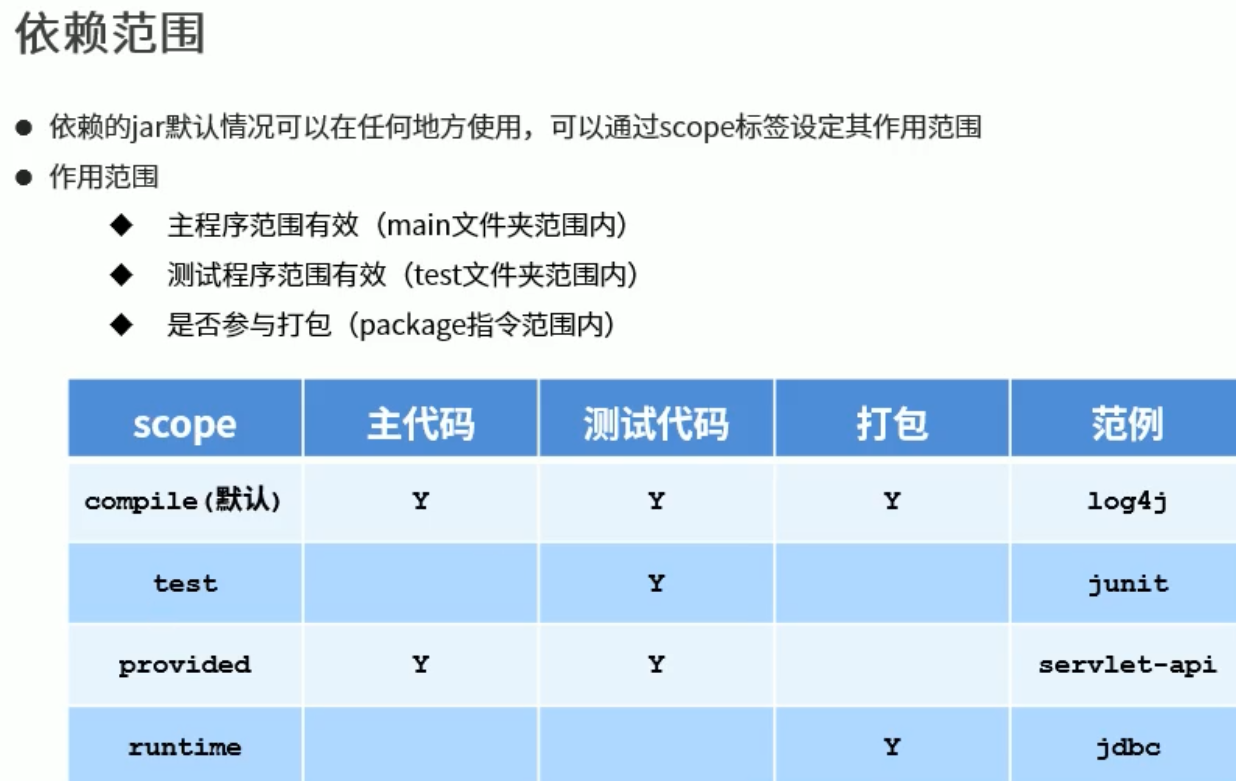 依赖范围
依赖的jar默认情况可以在任何地方使用，可以通过scope标签设定其作用范围
作用范围
主程序范围有效（main文件夹范围内）
测试程序范围有效（test文件夹范围内）
是否参与打包（package指令范围内）
scope 主代码 测试代码 打包 范例
compile(默认) Y Y Y log4j
test Y junit
provided Y Y servlet-api
runtime Y jdbc